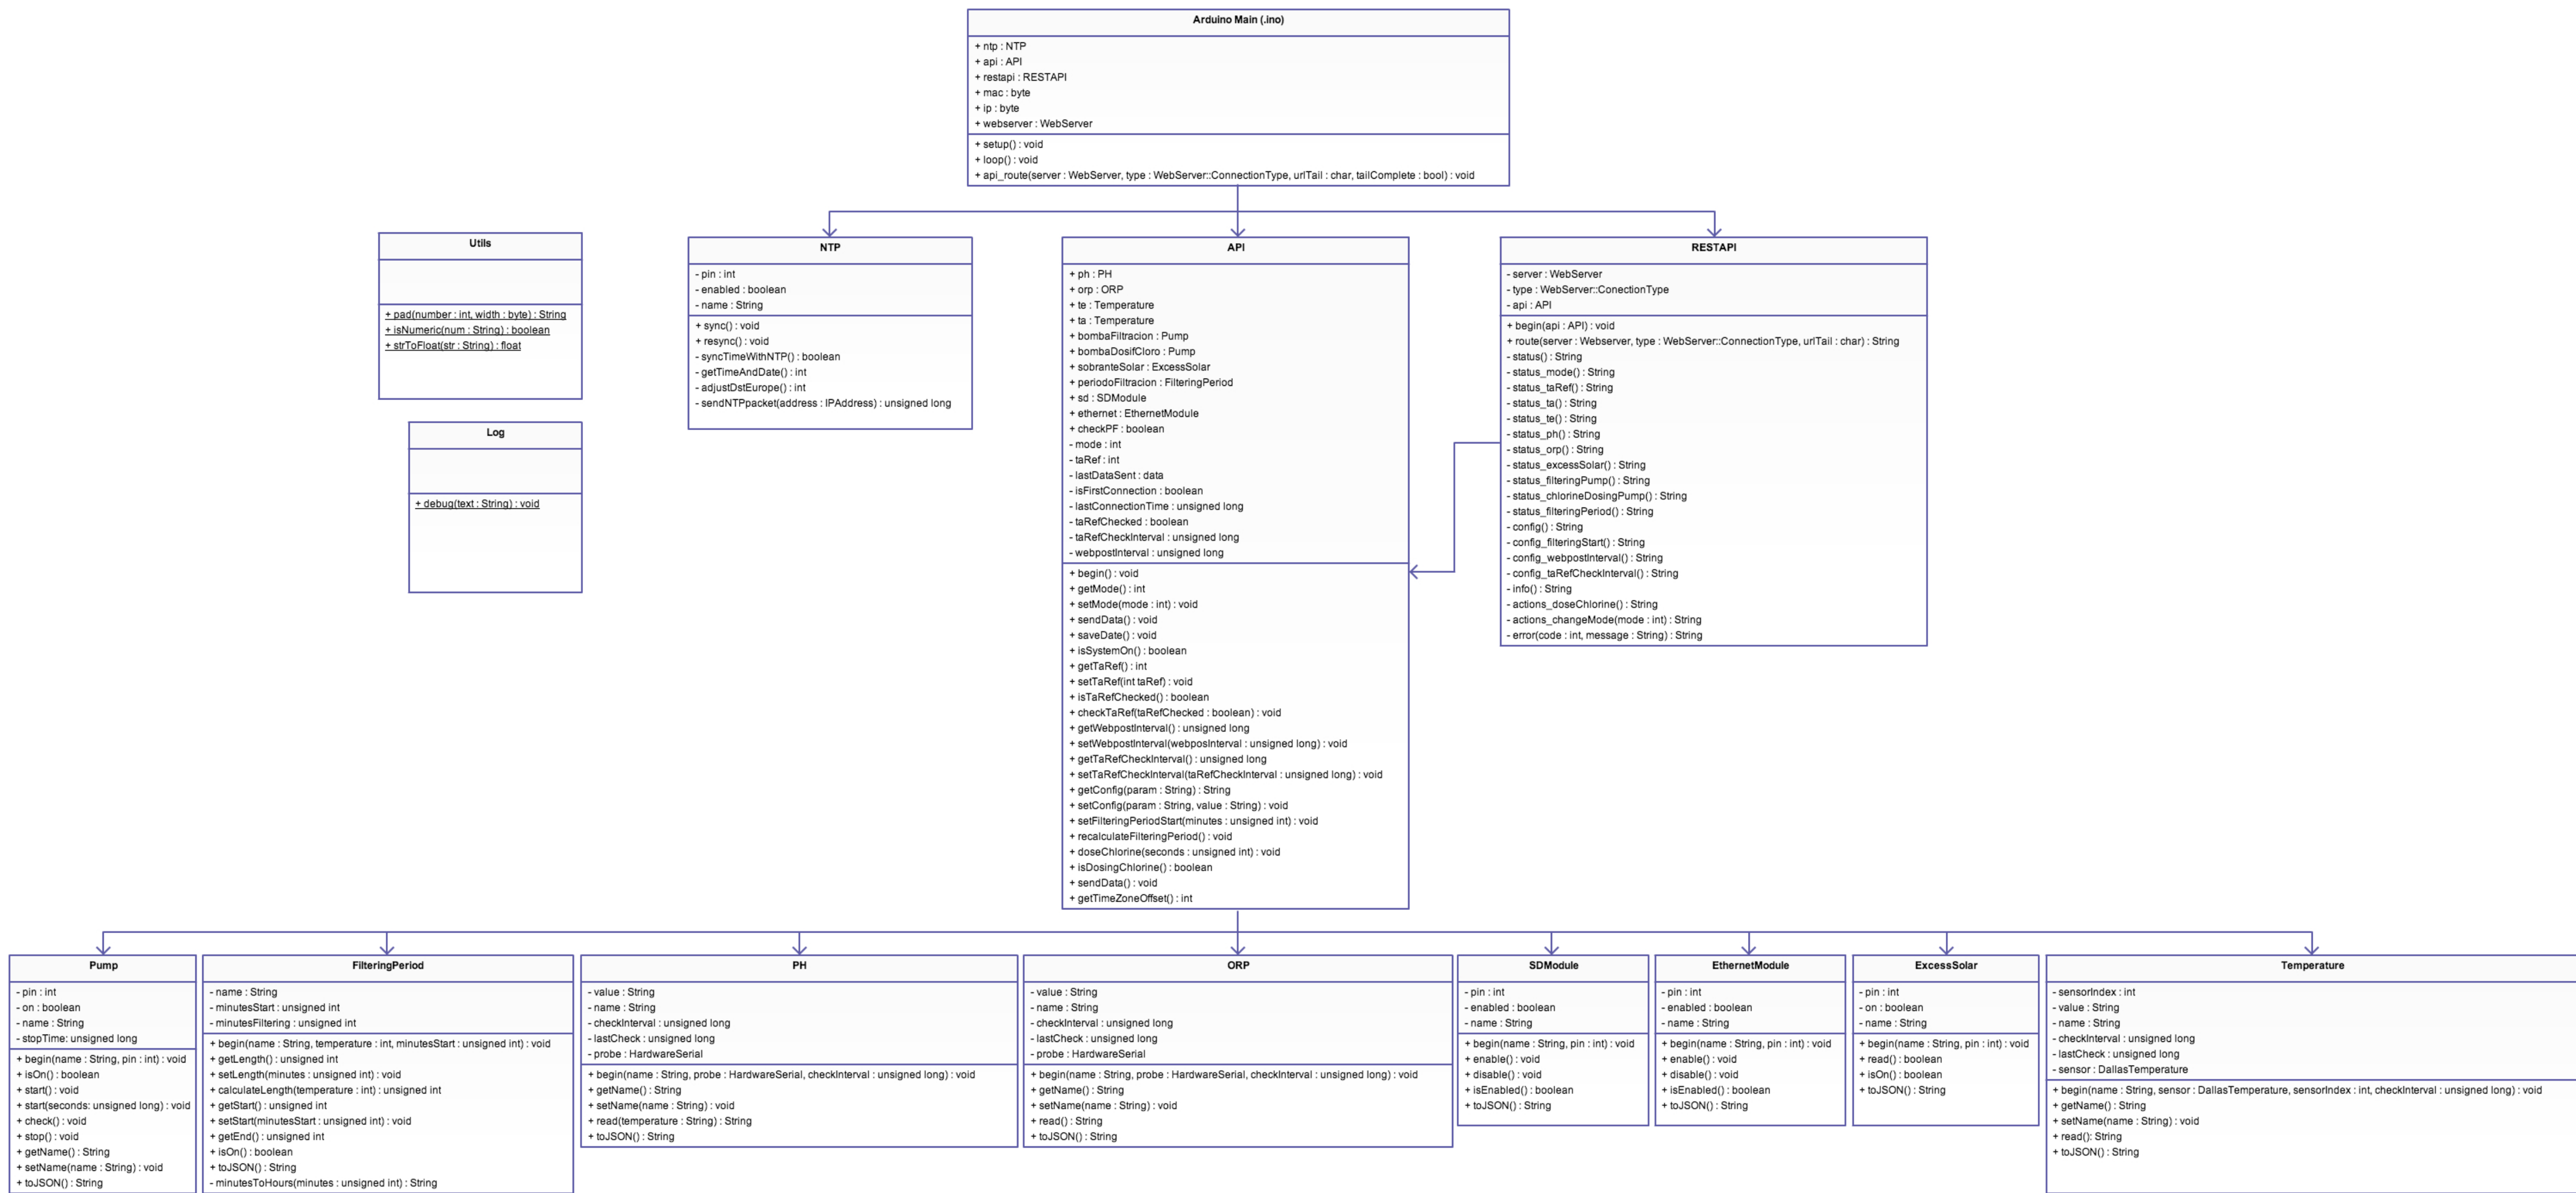 Arduino Main (.ino)
+ ntp : NTP
+ api : API
+ restapi : RESTAPI
+ mac : byte
+ ip : byte
+ webserver : WebServer
+ setup() : void
+ loop() : void
+ api_route(server : WebServer, type : WebServer::ConnectionType, urlTail : char, tailComplete : bool) : void
Utils
+ pad(number : int, width : byte) : String
+ isNumeric(num : String) : boolean
+ strToFloat(str : String) : float
Log
+ debug(text : String) : void
NTP
- pin : int
- enabled : boolean
- name : String
+ sync() : void
+ resync() : void
- syncTimeWithNTP() : boolean
- getTimeAndDate() : int
- adjustDstEurope() : int
- sendNTPpacket(address : IPAddress) : unsigned long
API
+ ph : PH
+ orp : ORP
+ te : Temperature
+ ta : Temperature
+ bombaFiltracion : Pump
+ bombaDosifCloro : Pump
+ sobranteSolar : ExcessSolar
+ periodoFiltracion : FilteringPeriod
+ sd : SDModule
+ ethernet : EthernetModule
+ checkPF : boolean
- mode : int
- taRef : int
- lastDataSent : data
- isFirstConnection : boolean
- lastConnectionTime : unsigned long
- taRefChecked : boolean
- taRefCheckInterval : unsigned long
- webpostInterval : unsigned long
+ begin() : void
+ getMode() : int
+ setMode(mode : int) : void
+ sendData() : void
+ saveDate() : void
+ isSystemOn() : boolean
+ getTaRef() : int
+ setTaRef(int taRef) : void
+ isTaRefChecked() : boolean
+ checkTaRef(taRefChecked : boolean) : void
+ getWebpostInterval() : unsigned long
+ setWebpostInterval(webposInterval : unsigned long) : void
+ getTaRefCheckInterval() : unsigned long
+ setTaRefCheckInterval(taRefCheckInterval : unsigned long) : void
+ getConfig(param : String) : String
+ setConfig(param : String, value : String) : void
+ setFilteringPeriodStart(minutes : unsigned int) : void
+ recalculateFilteringPeriod() : void
+ doseChlorine(seconds : unsigned int) : void
+ isDosingChlorine() : boolean
+ sendData() : void
+ getTimeZoneOffset() : int
RESTAPI
- server : WebServer
- type : WebServer::ConectionType
- api : API
+ begin(api : API) : void
+ route(server : Webserver, type : WebServer::ConnectionType, urlTail : char) : String
- status() : String
- status_mode() : String
- status_taRef() : String
- status_ta() : String
- status_te() : String
- status_ph() : String
- status_orp() : String
- status_excessSolar() : String
- status_filteringPump() : String
- status_chlorineDosingPump() : String
- status_filteringPeriod() : String
- config() : String
- config_filteringStart() : String
- config_webpostInterval() : String
- config_taRefCheckInterval() : String
- info() : String
- actions_doseChlorine() : String
- actions_changeMode(mode : int) : String
- error(code : int, message : String) : String
Pump
- pin : int
- on : boolean
- name : String
- stopTime: unsigned long
+ begin(name : String, pin : int) : void
+ isOn() : boolean
+ start() : void
+ start(seconds: unsigned long) : void
+ check() : void
+ stop() : void
+ getName() : String
+ setName(name : String) : void
+ toJSON() : String
FilteringPeriod
- name : String
- minutesStart : unsigned int
- minutesFiltering : unsigned int
+ begin(name : String, temperature : int, minutesStart : unsigned int) : void
+ getLength() : unsigned int
+ setLength(minutes : unsigned int) : void
+ calculateLength(temperature : int) : unsigned int
+ getStart() : unsigned int
+ setStart(minutesStart : unsigned int) : void
+ getEnd() : unsigned int
+ isOn() : boolean
+ toJSON() : String
- minutesToHours(minutes : unsigned int) : String
PH
- value : String
- name : String
- checkInterval : unsigned long
- lastCheck : unsigned long
- probe : HardwareSerial
+ begin(name : String, probe : HardwareSerial, checkInterval : unsigned long) : void
+ getName() : String
+ setName(name : String) : void
+ read(temperature : String) : String
+ toJSON() : String
ORP
- value : String
- name : String
- checkInterval : unsigned long
- lastCheck : unsigned long
- probe : HardwareSerial
+ begin(name : String, probe : HardwareSerial, checkInterval : unsigned long) : void
+ getName() : String
+ setName(name : String) : void
+ read() : String
+ toJSON() : String
SDModule
- pin : int
- enabled : boolean
- name : String
+ begin(name : String, pin : int) : void
+ enable() : void
+ disable() : void
+ isEnabled() : boolean
+ toJSON() : String
EthernetModule
- pin : int
- enabled : boolean
- name : String
+ begin(name : String, pin : int) : void
+ enable() : void
+ disable() : void
+ isEnabled() : boolean
+ toJSON() : String
ExcessSolar
- pin : int
- on : boolean
- name : String
+ begin(name : String, pin : int) : void
+ read() : boolean
+ isOn() : boolean
+ toJSON() : String
Temperature
- sensorIndex : int
- value : String
- name : String
- checkInterval : unsigned long
- lastCheck : unsigned long
- sensor : DallasTemperature
+ begin(name : String, sensor : DallasTemperature, sensorIndex : int, checkInterval : unsigned long) : void
+ getName() : String
+ setName(name : String) : void
+ read(): String
+ toJSON() : String